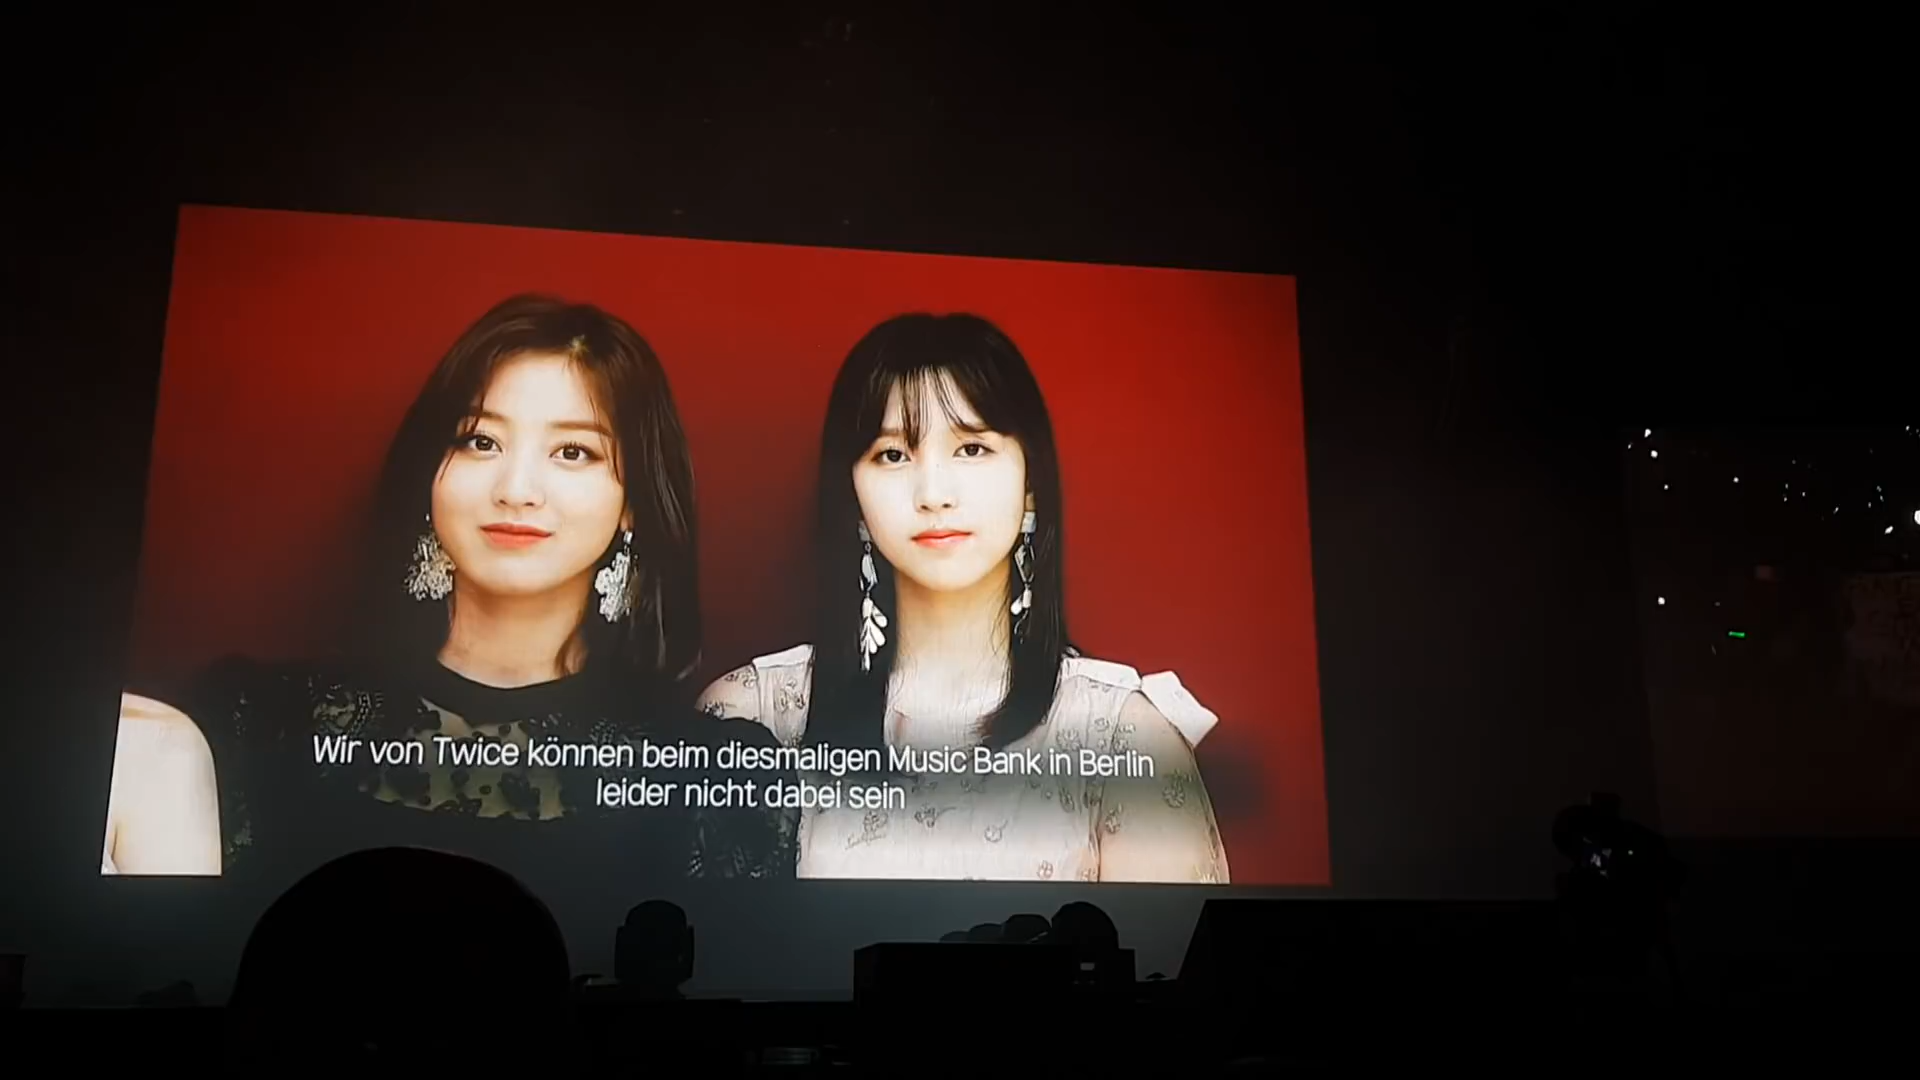 Wir von Twice können beim diesmaligen Music Bank in Berlin
leider nicht dabei sein